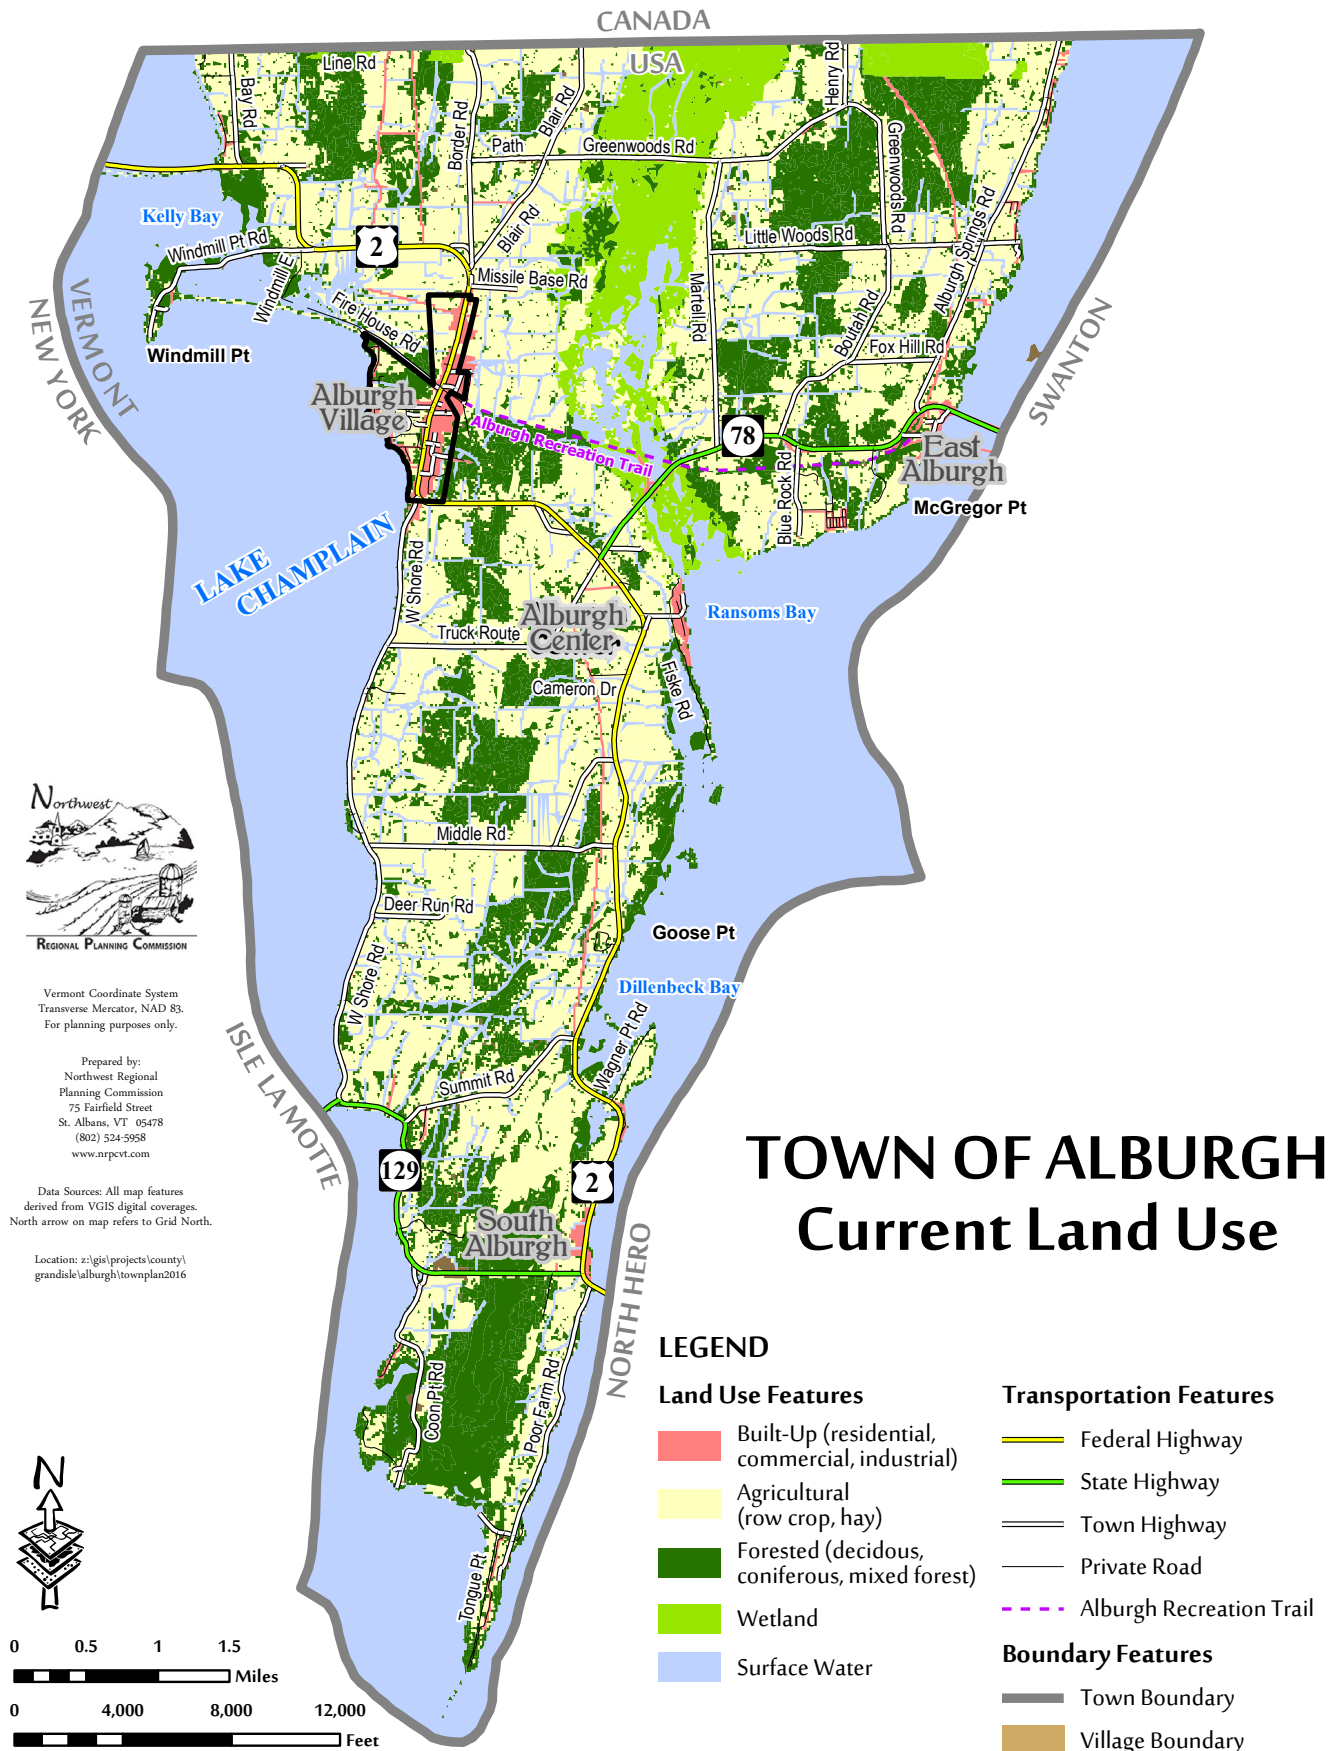 CANADA
USA
Line Rd
Bay Rd
Border Rd
Blair Rd
Path
Greenwoods Rd
Henry Rd
Greenwoods Rd
Kelly Bay
Windmill Pt Rd
2
Blair Rd
Little Woods Rd
Alburgh Springs Rd
VERMONT
NEW YORK
Windmill E
Missile Base Rd
Fire House Rd
Martell Rd
Boutah Rd
Fox Hill Rd
SWANTON
Windmill Pt
Alburgh
Village
Alburgh Recreation Trail
78
East
Alburgh
Blue Rock Rd
McGregor Pt
LAKE
CHAMPLAIN
W Shore Rd
Alburgh
Center
Ransoms Bay
Truck Route
Cameron Dr
Fiske Rd
Northwest
REGIONAL PLANNING COMMISSION
Middle Rd
Deer Run Rd
Goose Pt
W Shore Rd
Dillenbeck Bay
Vermont Coordinate System
Transverse Mercator, NAD 83.
For planning purposes only.
Prepared by:
Northwest Regional
Planning Commission
75 Fairfield Street
St. Albans, VT 05478
(802) 524-5958
www.nrpcvt.com
Data Sources: All map features
derived from VGIS digital coverages.
North arrow on map refers to Grid North.
Location: z:\gis\projects\county\
grandisle\alburgh\townplan2016
ISLE LA MOTTE
Wagner Pt Rd
Summit Rd
129
2
South
Alburgh
NORTH HERO
Coon Pt Rd
Poor Farm Rd
Tongue Pt
TOWN OF ALBURGH
Current Land Use
LEGEND
Land Use Features
Built-Up (residential,
commercial, industrial)
Agricultural
(row crop, hay)
Forested (decidous,
coniferous, mixed forest)
Wetland
Surface Water
Transportation Features
Federal Highway
State Highway
Town Highway
Private Road
Alburgh Recreation Trail
Boundary Features
Town Boundary
Village Boundary
N
0 0.5 1 1.5
Miles
0 4,000 8,000 12,000
Feet